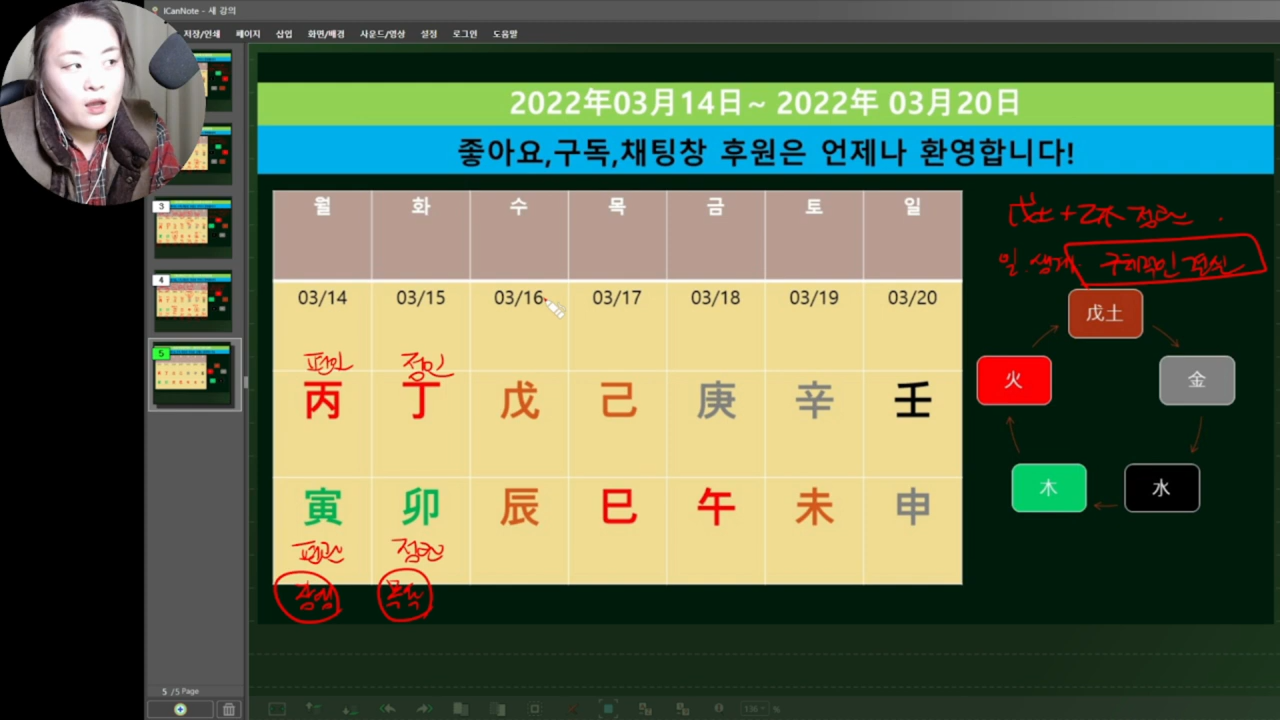 ICanNote - 새 강의
저장/인쇄 페이지 삽입 화면/배경 사운드/영상 설정 로그인 도움말
2022年03月14日~ 2022年 03月20日
좋아요,구독,채팅창 후원은 언제나 환영합니다!
월 화 수 목 금 토 일
03/14 03/15 03/16 03/17 03/18 03/19 03/20
편인 정인
丙 丁 戊 己 庚 辛 壬
寅 卯 辰 巳 午 未 申
편관 정관
장생 목욕
戊土 + 乙木 정관
일. 생계. 구체적인 변신
戊土
火 金
木 水
3
4
5
5 /5 Page
136 %